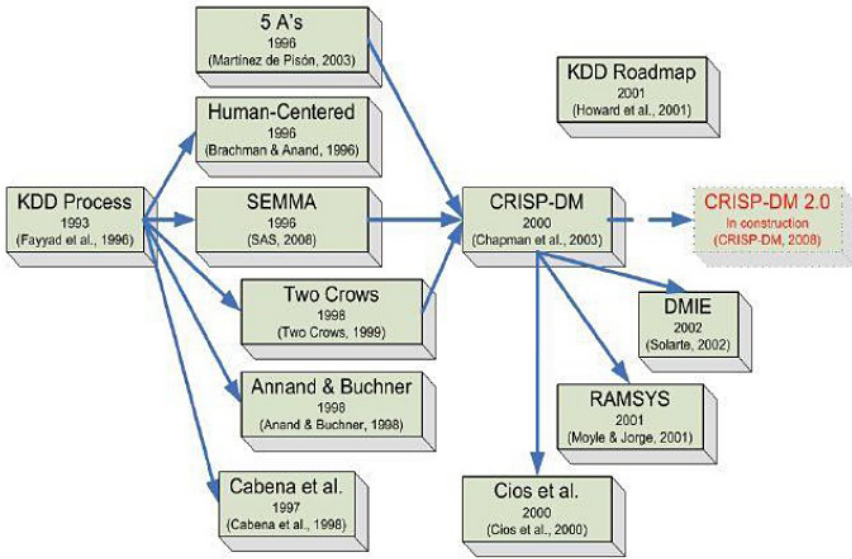 5 A's
1996
(Martínez de Pisón, 2003)
KDD Roadmap
2001
(Howard et al., 2001)
Human-Centered
1996
(Brachman & Anand, 1996)
KDD Process
1993
(Fayyad et al., 1996)
SEMMA
1996
(SAS, 2008)
CRISP-DM
2000
(Chapman et al., 2003)
CRISP-DM 2.0
In construction
(CRISP-DM, 2008)
Two Crows
1998
(Two Crows, 1999)
DMIE
2002
(Solarte, 2002)
Annand & Buchner
1998
(Anand & Buchner, 1998)
RAMSYS
2001
(Moyle & Jorge, 2001)
Cabena et al.
1997
(Cabena et al., 1998)
Cios et al.
2000
(Cios et al., 2000)